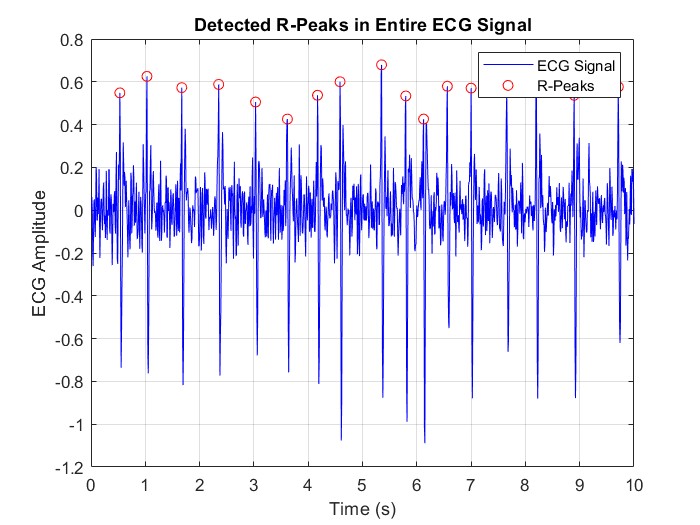 Detected R-Peaks in Entire ECG Signal
ECG Signal
R-Peaks
ECG Amplitude
0.8
0.6
0.4
0.2
0
-0.2
-0.4
-0.6
-0.8
-1
-1.2
0 1 2 3 4 5 6 7 8 9 10
Time (s)